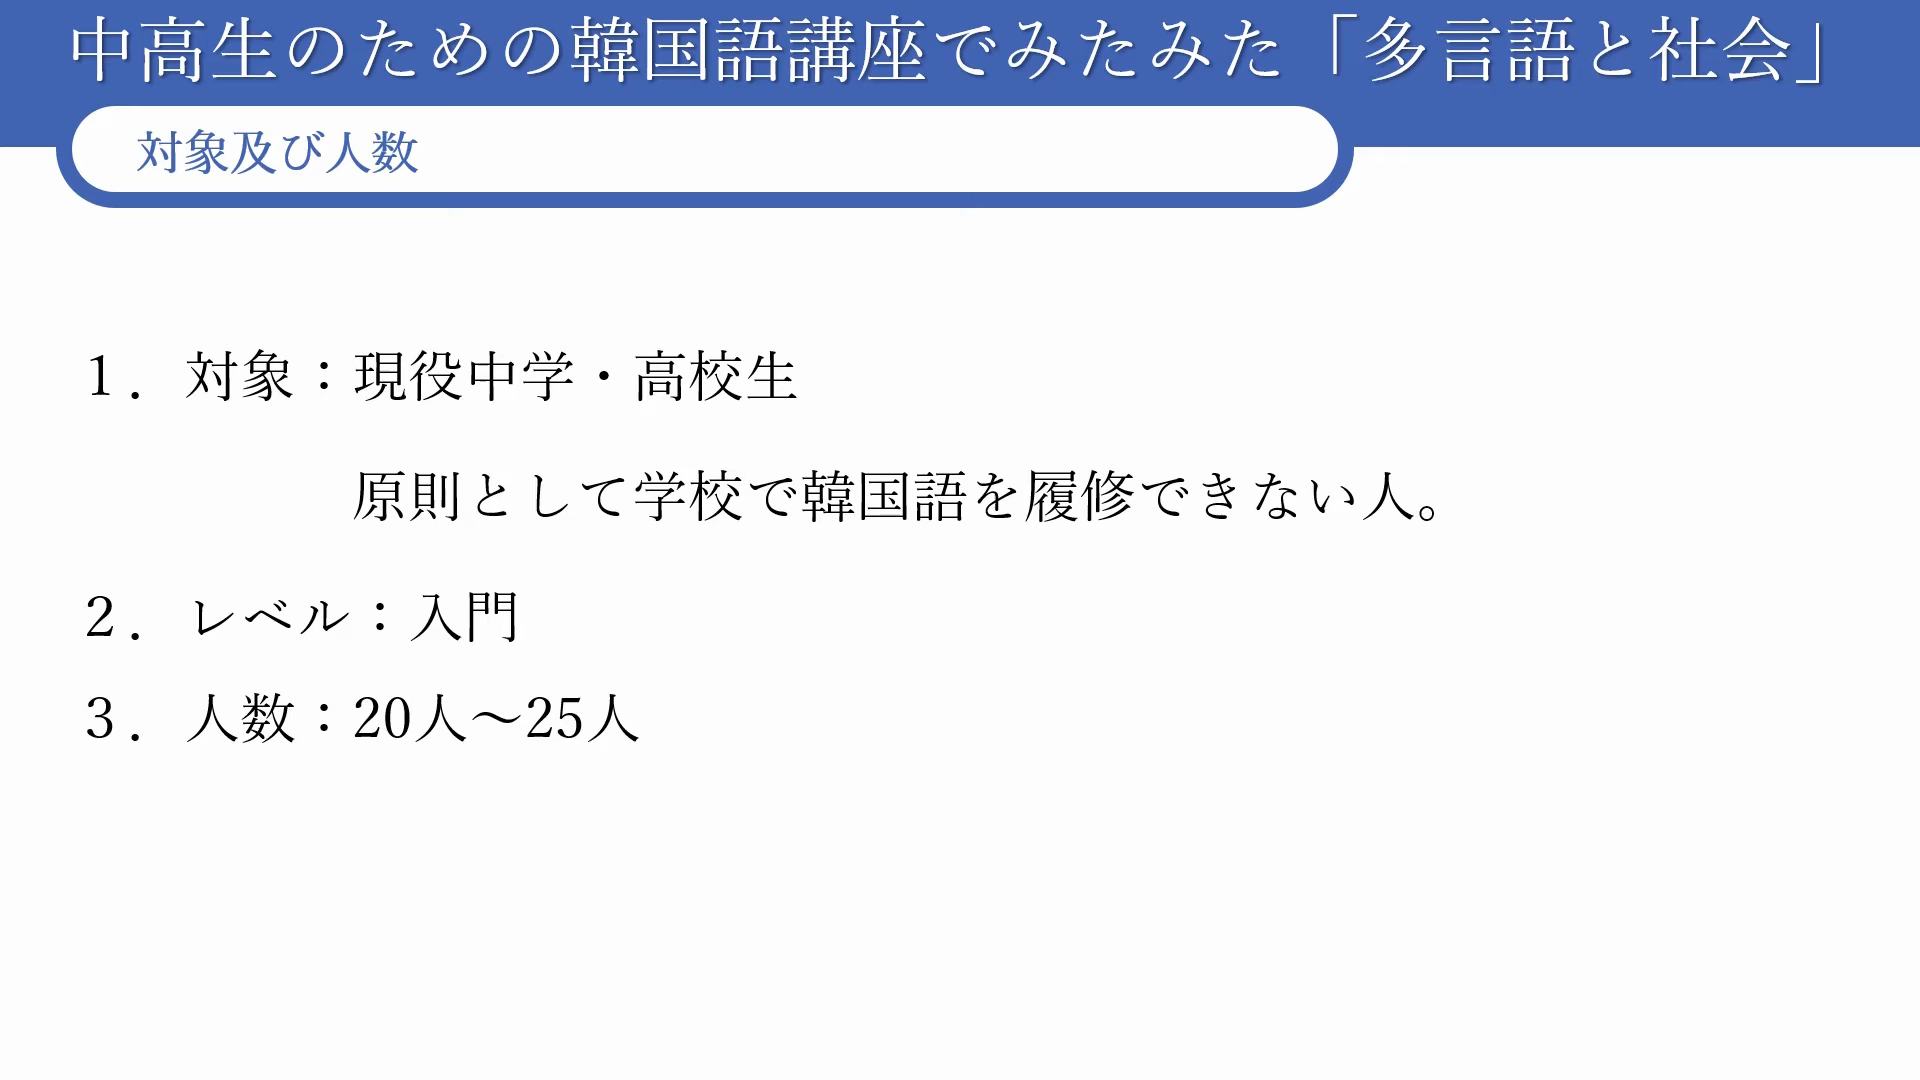 中高生のための韓国語講座でみたみた「多言語と社会」
対象及び人数
１．対象：現役中学・高校生
原則として学校で韓国語を履修できない人。
２．レベル：入門
３．人数：20人～25人